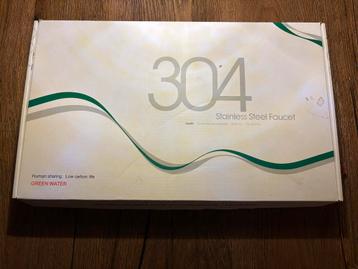 304
Stainless Steel Faucet
Human sharing. Low carbon life
GREEN WATER